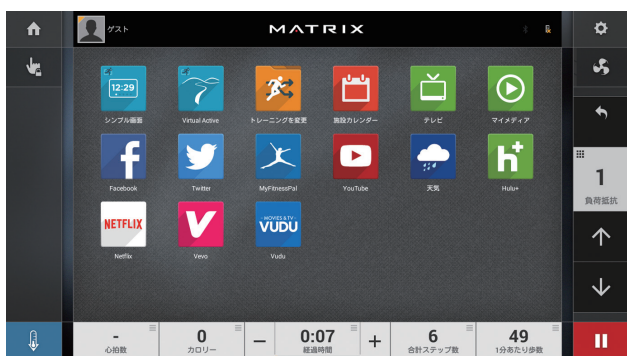 ゲスト
MATRIX
12:29
シンプル画面
Virtual Active
トレーニングを変更
施設カレンダー
テレビ
マイメディア
Facebook
Twitter
MyFitnessPal
YouTube
天気
h+
Hulu+
NETFLIX
Netflix
Vevo
MOVIES & TV
VUDU
Vudu
1
負荷抵抗
-
心拍数
0
カロリー
0:07
経過時間
6
合計ステップ数
49
1分あたり歩数